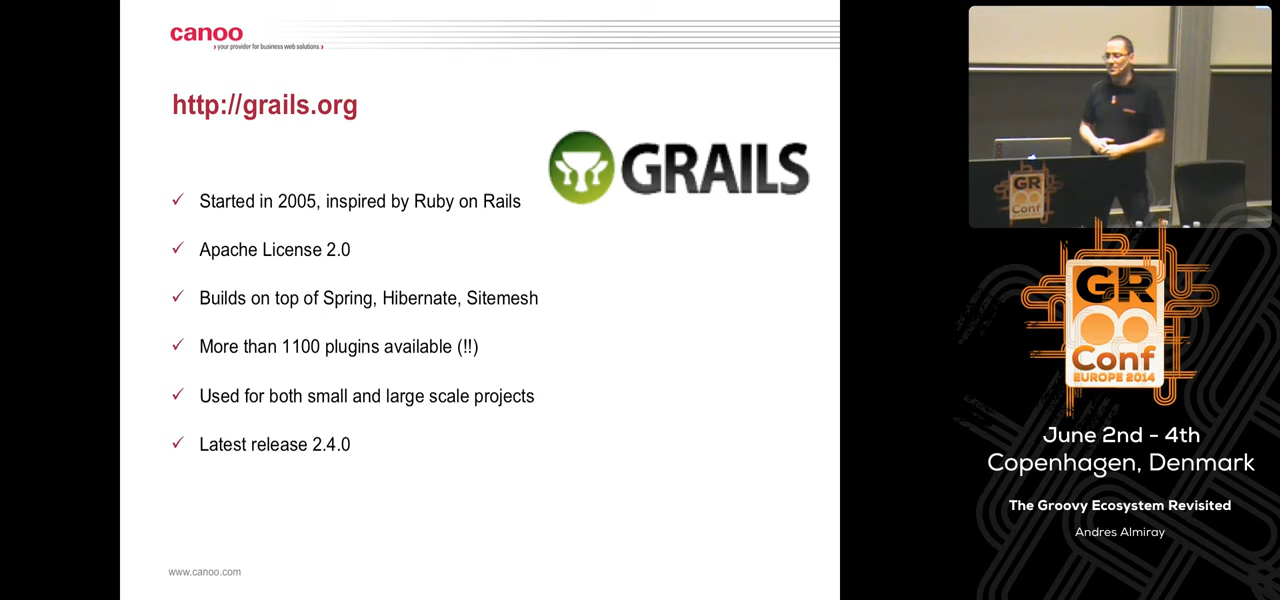 canoo
› your provider for business web solutions ›
http://grails.org
GRAILS
✓ Started in 2005, inspired by Ruby on Rails
✓ Apache License 2.0
✓ Builds on top of Spring, Hibernate, Sitemesh
✓ More than 1100 plugins available (!!)
✓ Used for both small and large scale projects
✓ Latest release 2.4.0
www.canoo.com
GR
Conf
GR
Conf
EUROPE 2014
June 2nd - 4th
Copenhagen, Denmark
The Groovy Ecosystem Revisited
Andres Almiray